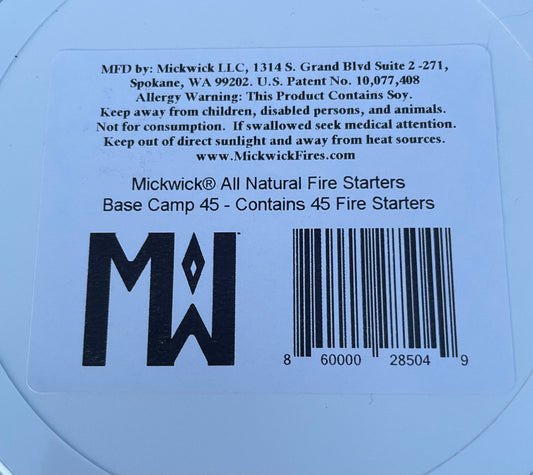 MFD by: Mickwick LLC, 1314 S. Grand Blvd Suite 2 -271,
Spokane, WA 99202. U.S. Patent No. 10,077,408
Allergy Warning: This Product Contains Soy.
Keep away from children, disabled persons, and animals.
Not for consumption. If swallowed seek medical attention.
Keep out of direct sunlight and away from heat sources.
www.MickwickFires.com
Mickwick® All Natural Fire Starters
Base Camp 45 - Contains 45 Fire Starters
MW
8 60000 28504 9